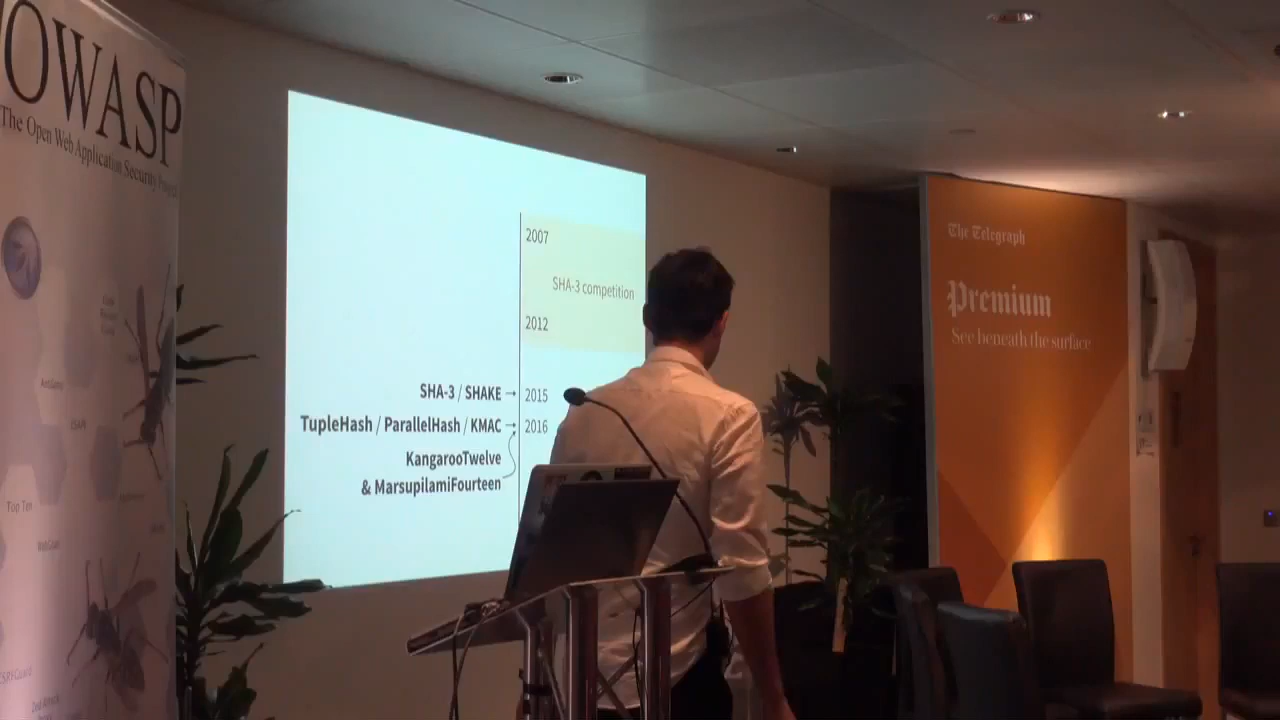 OWASP
The Open Web Application Security Project
Top Ten
2007
SHA-3 competition
2012
SHA-3 / SHAKE → 2015
TupleHash / ParallelHash / KMAC → 2016
KangarooTwelve
& MarsupilamiFourteen
The Telegraph
Premium
See beneath the surface